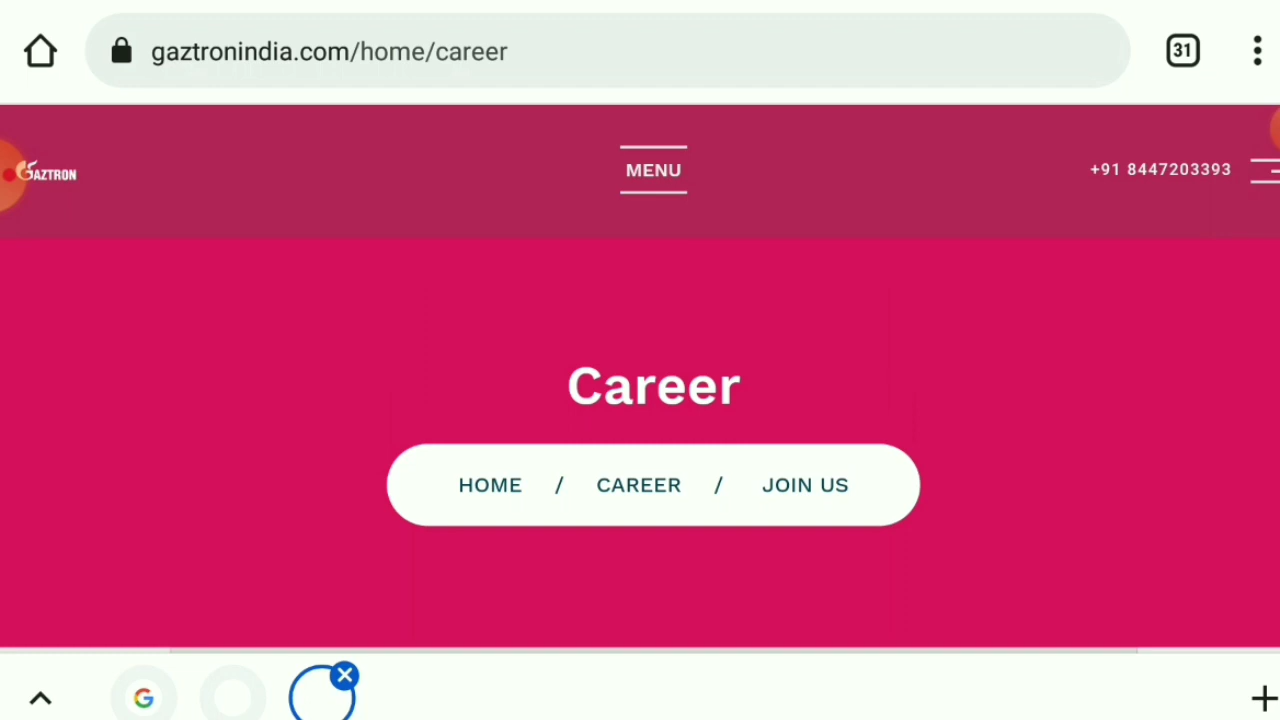 gaztronindia.com/home/career
31
GAZTRON
MENU
+91 8447203393
Career
HOME / CAREER / JOIN US
G